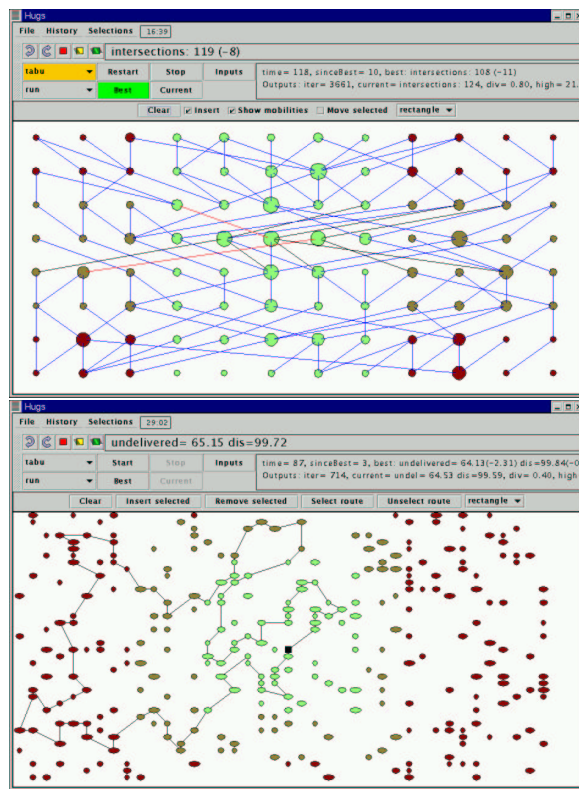 Hugs
File History Selections 16:39
intersections: 119 (-8)
tabu Restart Stop Inputs
time= 118, sinceBest= 10, best: intersections: 108 (-11)
run Best Current
Outputs: iter= 3661, current= intersections: 124, div= 0.80, high= 21.
Clear Insert Show mobilities Move selected rectangle
Hugs
File History Selections 29:02
undelivered= 65.15 dis=99.72
tabu Start Stop Inputs
time= 87, sinceBest= 3, best: undelivered= 64.13(-2.31) dis=99.84(-0
run Best Current
Outputs: iter= 714, current= undel= 64.53 dis=99.59, div= 0.40, high=
Clear Insert selected Remove selected Select route Unselect route rectangle